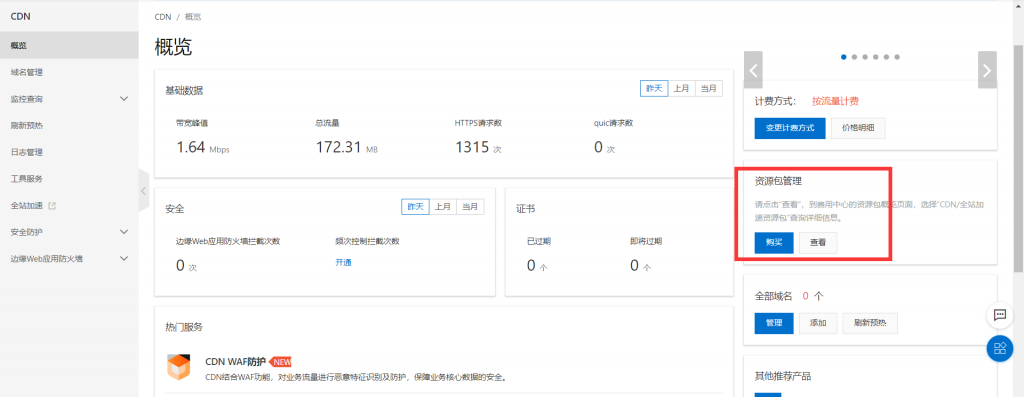 CDN
概览
域名管理
监控查询
刷新预热
日志管理
工具服务
全站加速
安全防护
边缘Web应用防火墙
CDN / 概览
概览
基础数据
昨天 上月 当月
带宽峰值 总流量 HTTPS请求数 quic请求数
1.64 Mbps 172.31 MB 1315 次 0 次
安全
昨天 上月 当月
边缘Web应用防火墙拦截次数 频次控制拦截次数
0 次 开通
证书
已过期 即将过期
0 个 0 个
热门服务
CDN WAF防护 NEW
CDN结合WAF功能，对业务流量进行恶意特征识别及防护，保障业务核心数据的安全。
计费方式： 按流量计费
变更计费方式 价格明细
资源包管理
请点击"查看"，到费用中心的资源包概览页面，选择"CDN/全站加
速资源包"查询详细信息。
购买 查看
全部域名 0 个
管理 添加 刷新预热
其他推荐产品